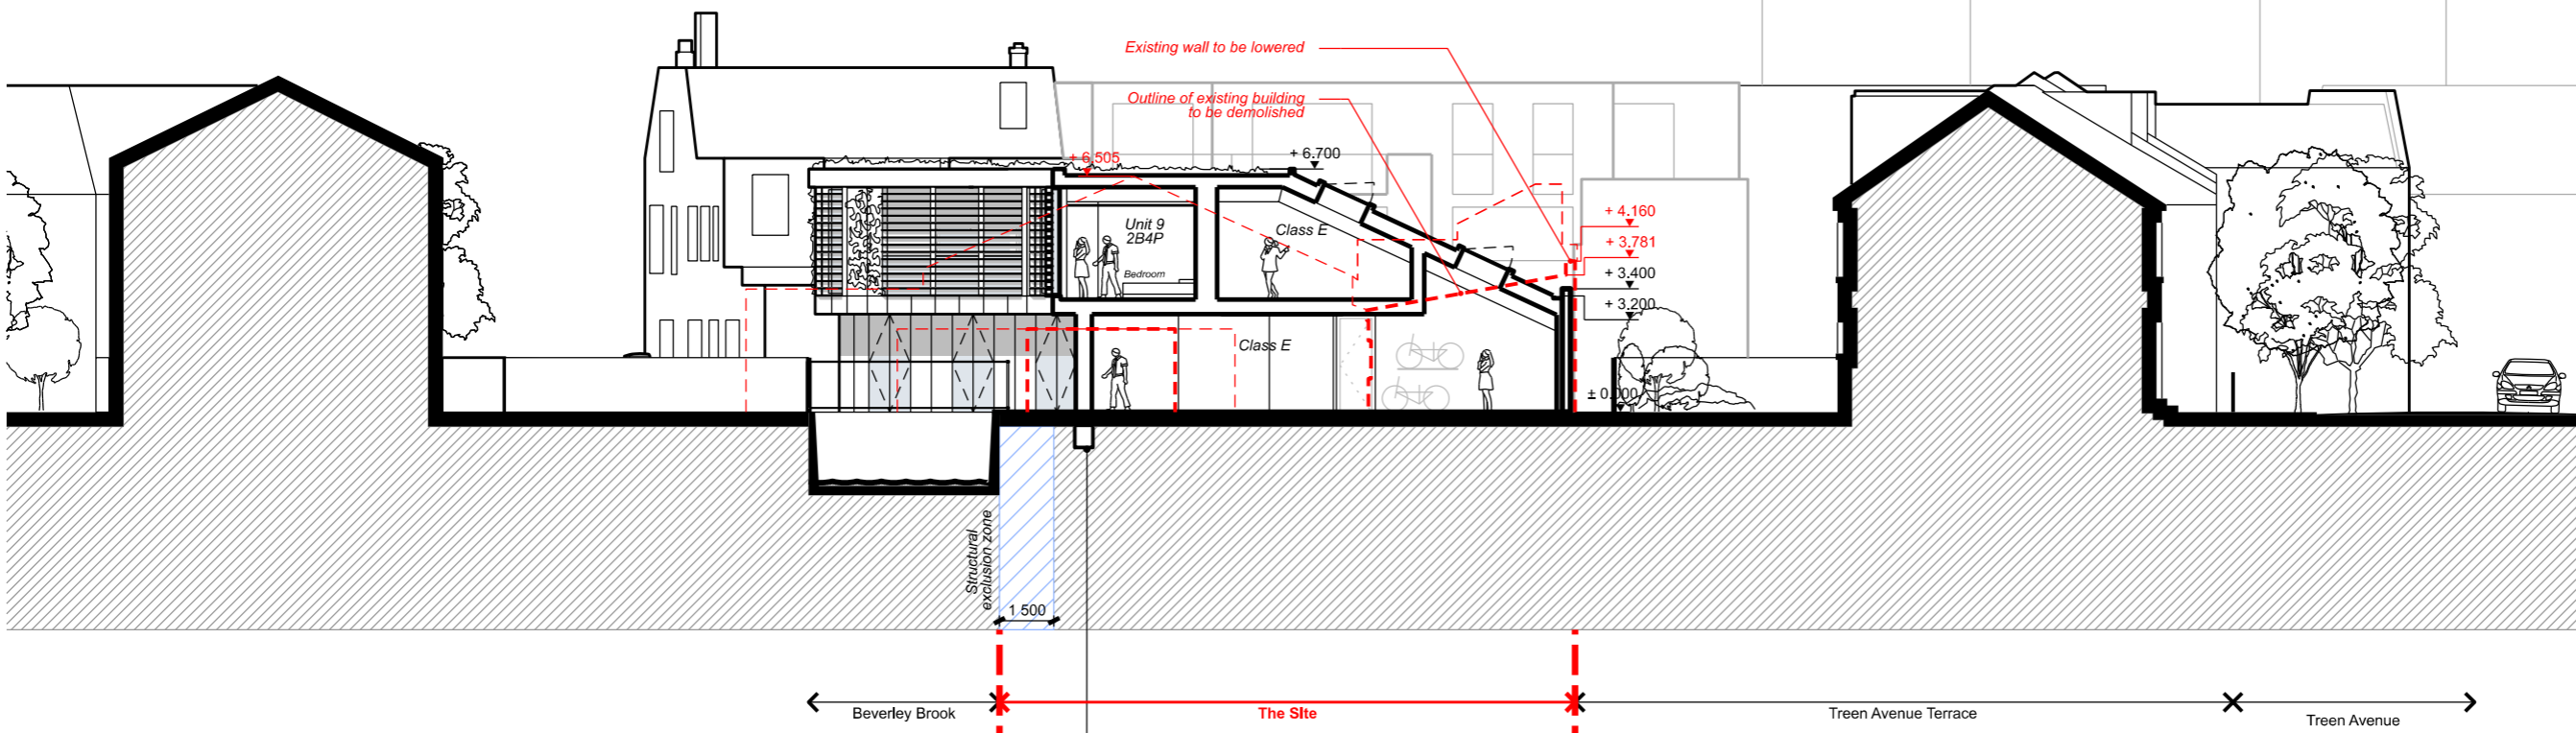 Existing wall to be lowered
Outline of existing building
to be demolished
+ 6.505
+ 6.700
+ 4.160
+ 3.781
+ 3.400
+ 3.200
± 0.000
Unit 9
2B4P
Bedroom
Class E
Class E
Structural
exclusion zone
1 500
Beverley Brook
The SIte
Treen Avenue Terrace
Treen Avenue